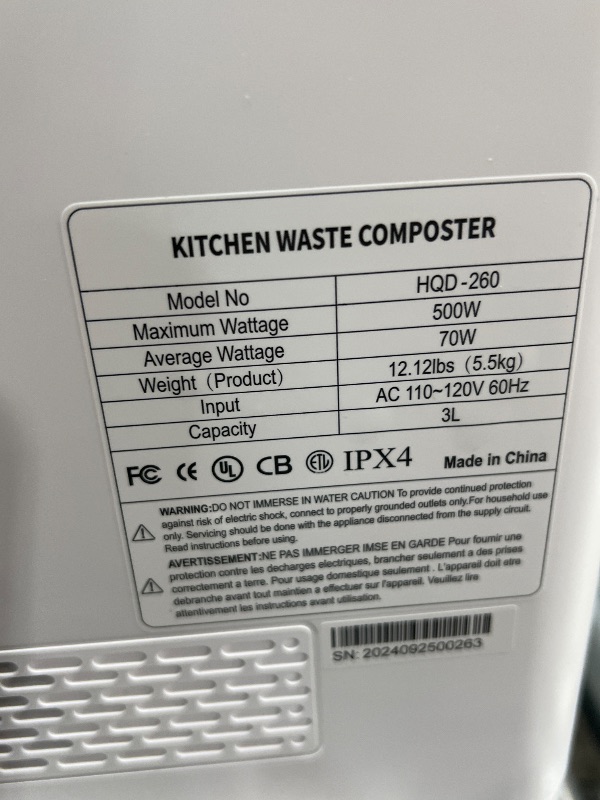 KITCHEN WASTE COMPOSTER
Model No HQD-260
Maximum Wattage 500W
Average Wattage 70W
Weight (Product) 12.12lbs (5.5kg)
Input AC 110~120V 60Hz
Capacity 3L
FC CE UL CB ETL IPX4 Made in China
WARNING:DO NOT IMMERSE IN WATER CAUTION To provide continued protection
against risk of electric shock, connect to properly grounded outlets only.For household use
only. Servicing should be done with the appliance disconnected from the supply circuit.
Read instructions before using.
AVERTISSEMENT:NE PAS IMMERGER IMSE EN GARDE Pour fournir une
protection contre les decharges electriques, brancher seulement a des prises
correctement a terre. Pour usage domestique seulement . L'appareil doit etre
debranche avant tout maintien a effectuer sur l'appareil. Veuillez lire
attentivement les instructions avant utilisation.
SN: 2024092500263